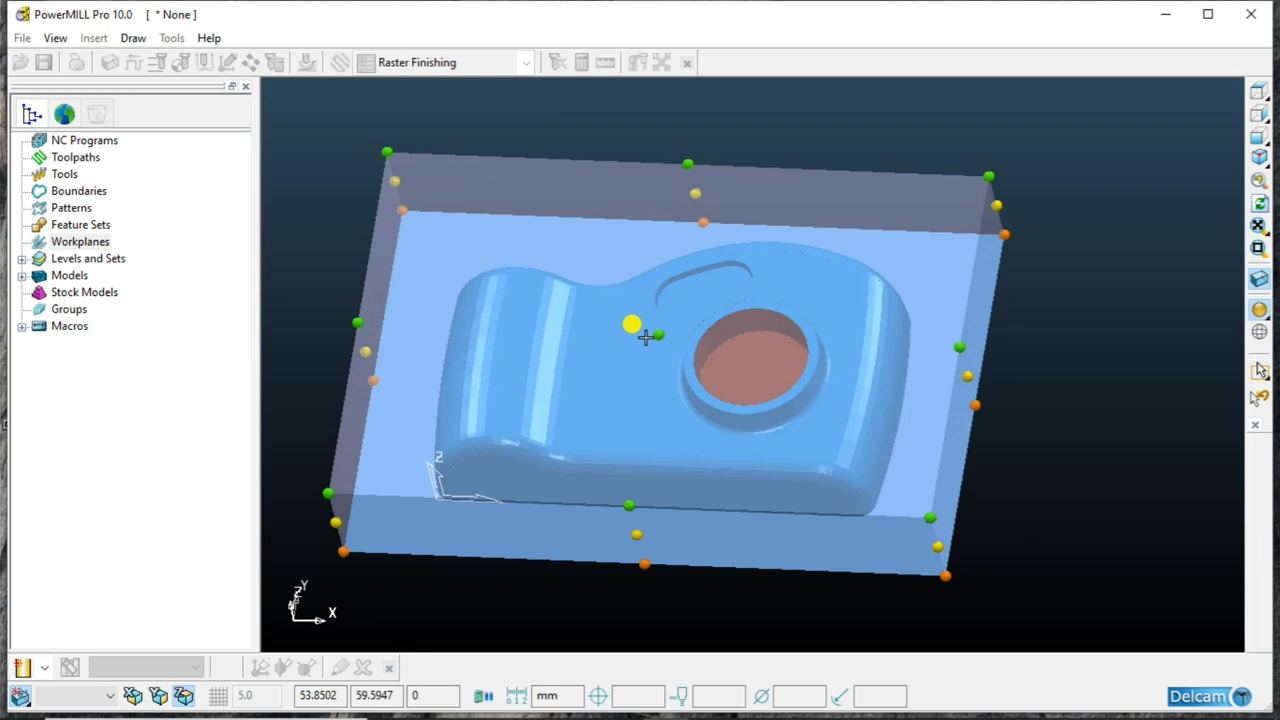 PowerMILL Pro 10.0 [ * None ]
File View Insert Draw Tools Help
Raster Finishing
NC Programs
Toolpaths
Tools
Boundaries
Patterns
Feature Sets
Workplanes
Levels and Sets
Models
Stock Models
Groups
Macros
Z
Y
Z
X
5.0 53.8502 59.5947 0 mm Delcam